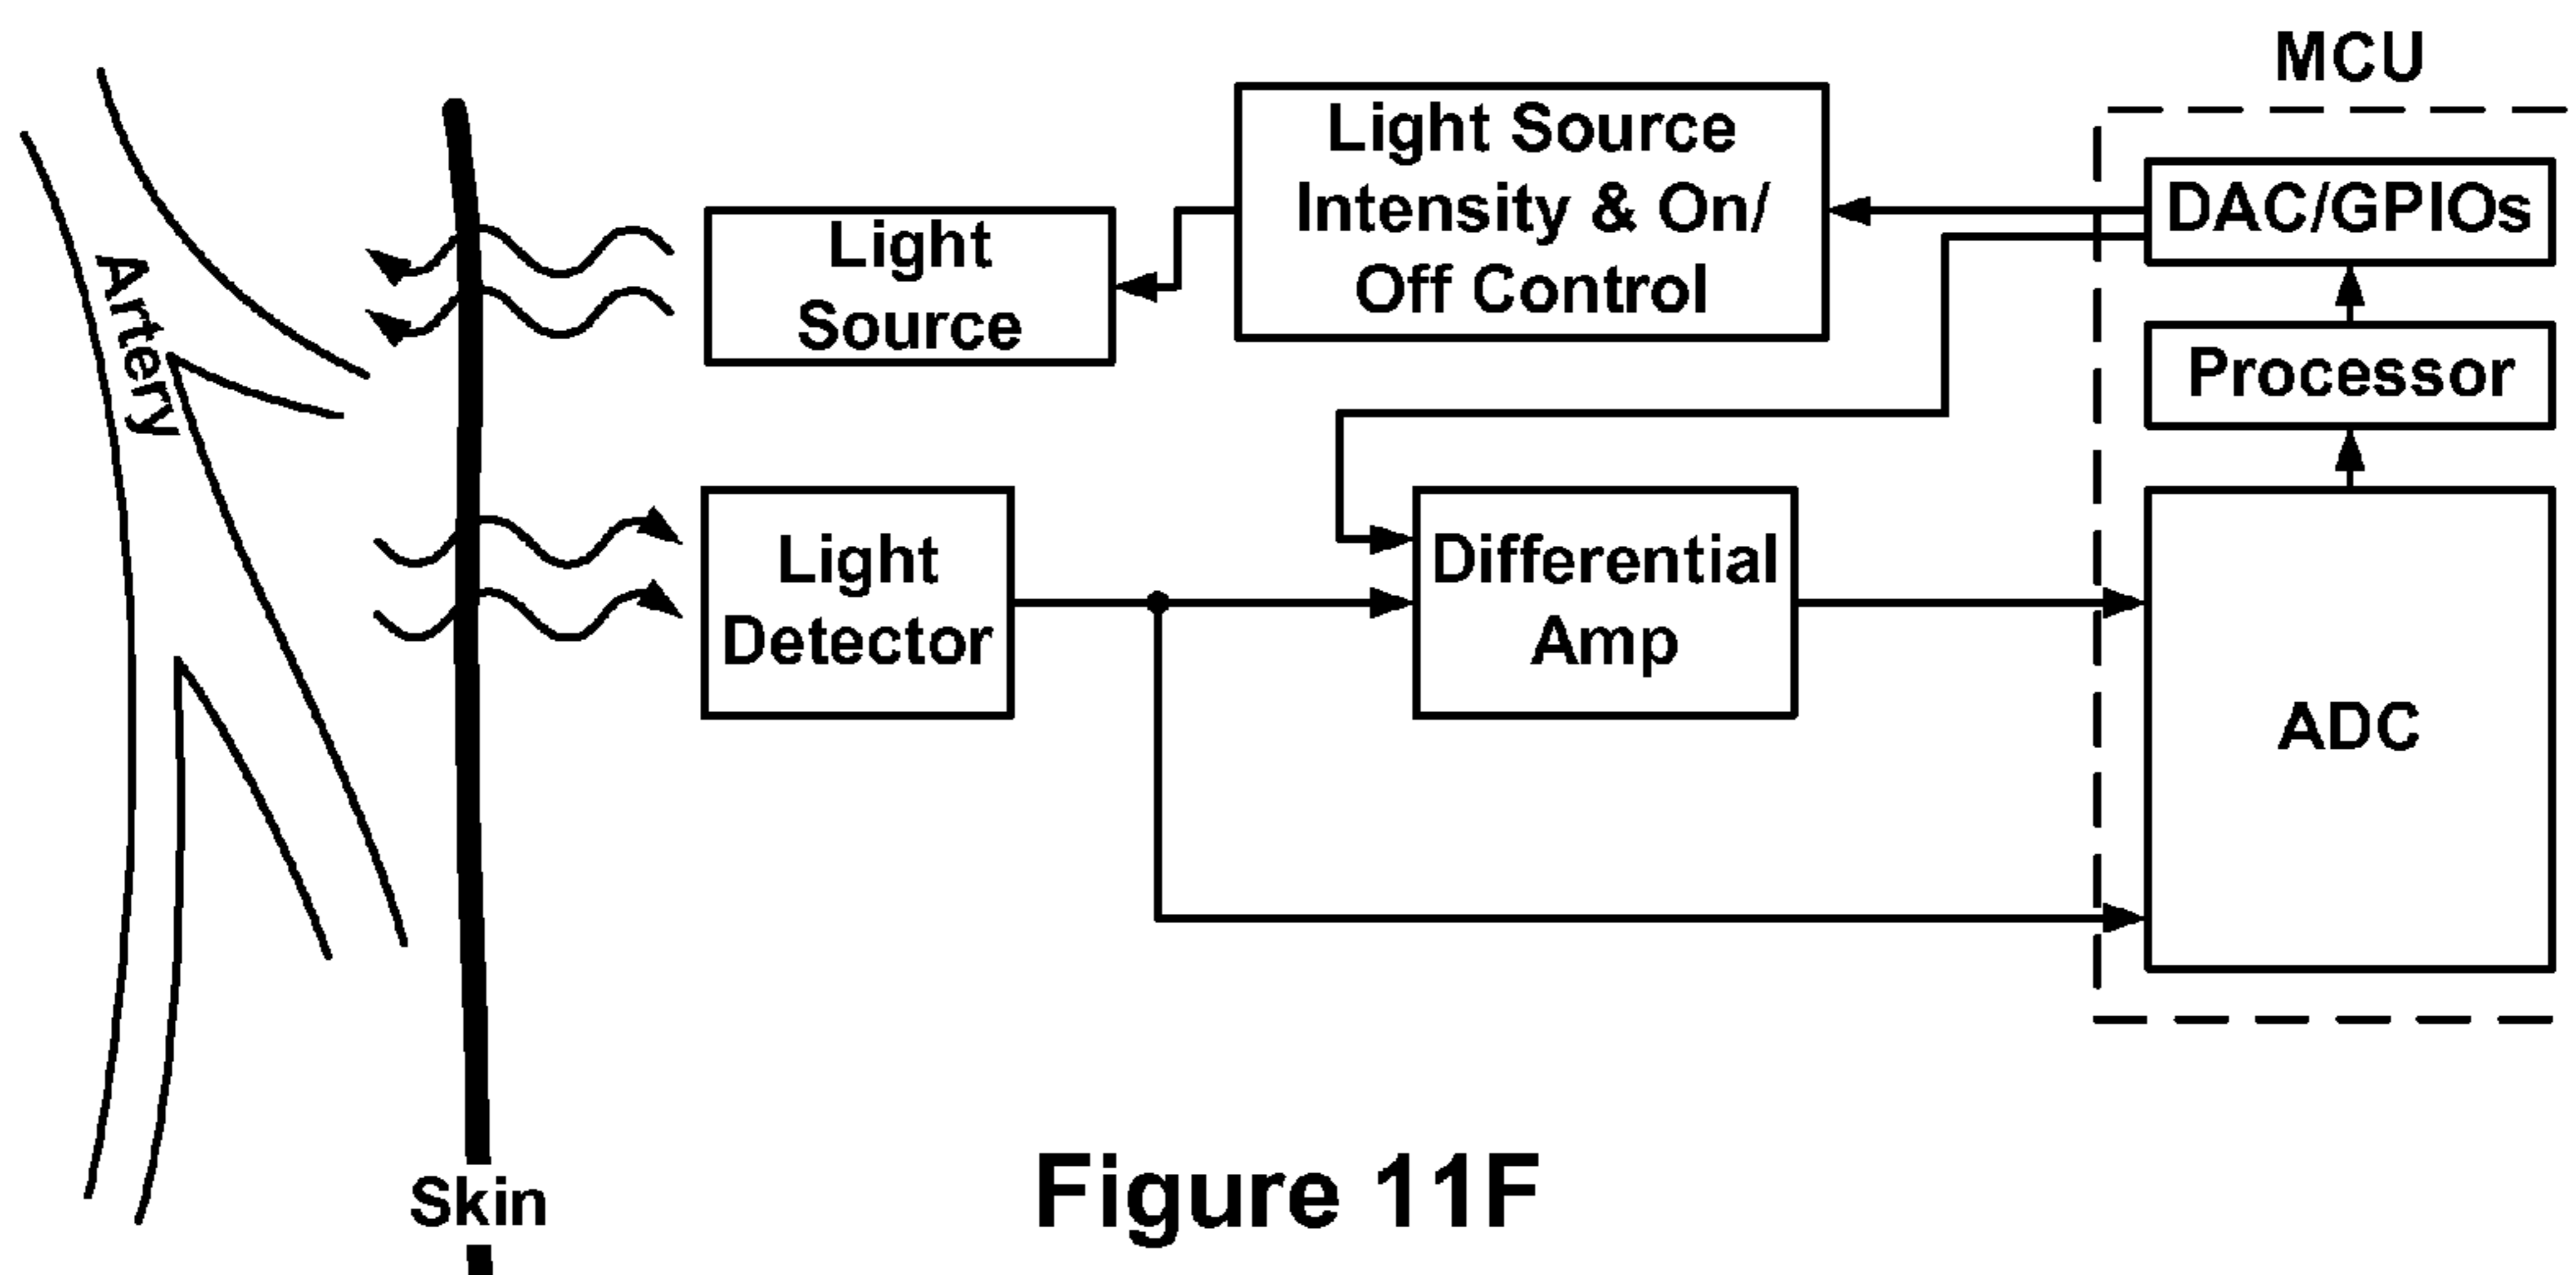 MCU
Light Source
Intensity & On/
Off Control
DAC/GPIOs
Light
Source
Processor
Artery
Light
Detector
Differential
Amp
ADC
Skin
Figure 11F